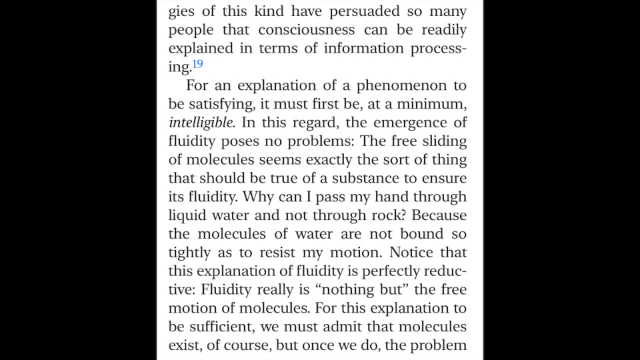 gies of this kind have persuaded so many
people that consciousness can be readily
explained in terms of information process-
ing.19
For an explanation of a phenomenon to
be satisfying, it must first be, at a minimum,
intelligible. In this regard, the emergence of
fluidity poses no problems: The free sliding
of molecules seems exactly the sort of thing
that should be true of a substance to ensure
its fluidity. Why can I pass my hand through
liquid water and not through rock? Because
the molecules of water are not bound so
tightly as to resist my motion. Notice that
this explanation of fluidity is perfectly reduc-
tive: Fluidity really is “nothing but” the free
motion of molecules. For this explanation to
be sufficient, we must admit that molecules
exist, of course, but once we do, the problem